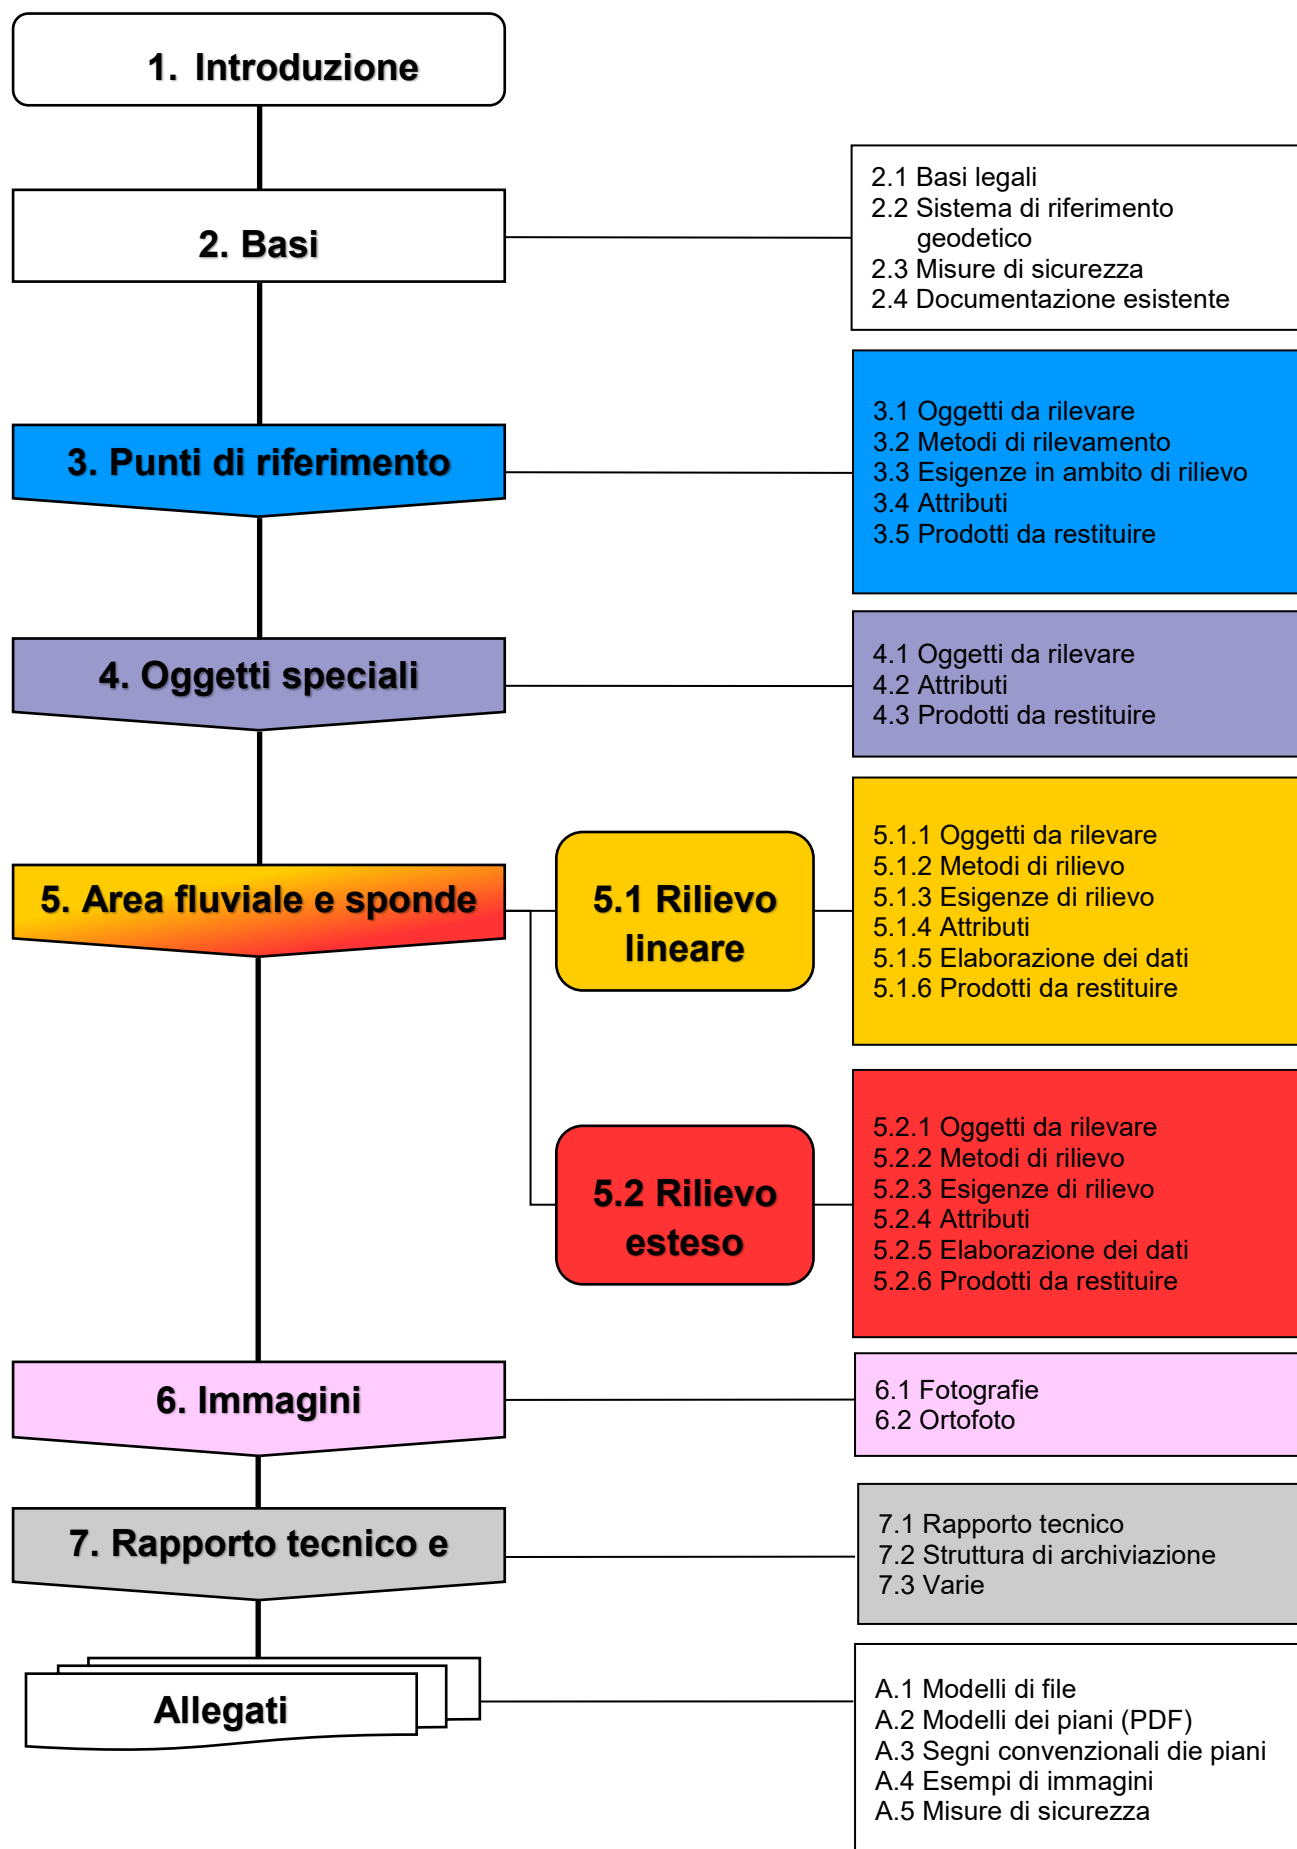 1. Introduzione
2. Basi
2.1 Basi legali
2.2 Sistema di riferimento
geodetico
2.3 Misure di sicurezza
2.4 Documentazione esistente
3. Punti di riferimento
3.1 Oggetti da rilevare
3.2 Metodi di rilevamento
3.3 Esigenze in ambito di rilievo
3.4 Attributi
3.5 Prodotti da restituire
4. Oggetti speciali
4.1 Oggetti da rilevare
4.2 Attributi
4.3 Prodotti da restituire
5. Area fluviale e sponde
5.1 Rilievo
lineare
5.1.1 Oggetti da rilevare
5.1.2 Metodi di rilievo
5.1.3 Esigenze di rilievo
5.1.4 Attributi
5.1.5 Elaborazione dei dati
5.1.6 Prodotti da restituire
5.2 Rilievo
esteso
5.2.1 Oggetti da rilevare
5.2.2 Metodi di rilievo
5.2.3 Esigenze di rilievo
5.2.4 Attributi
5.2.5 Elaborazione dei dati
5.2.6 Prodotti da restituire
6. Immagini
6.1 Fotografie
6.2 Ortofoto
7. Rapporto tecnico e
7.1 Rapporto tecnico
7.2 Struttura di archiviazione
7.3 Varie
Allegati
A.1 Modelli di file
A.2 Modelli dei piani (PDF)
A.3 Segni convenzionali die piani
A.4 Esempi di immagini
A.5 Misure di sicurezza